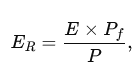 E_R = \frac{E \times P_f}{P},